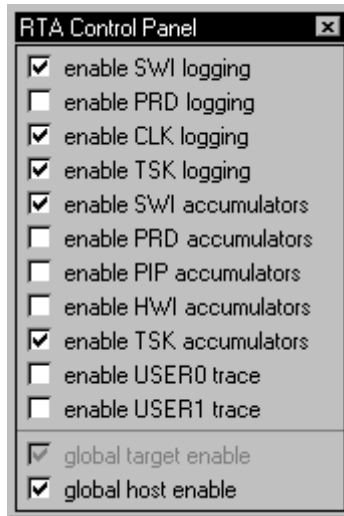 RTA Control Panel
enable SWI logging
enable PRD logging
enable CLK logging
enable TSK logging
enable SWI accumulators
enable PRD accumulators
enable PIP accumulators
enable HWI accumulators
enable TSK accumulators
enable USER0 trace
enable USER1 trace
global target enable
global host enable